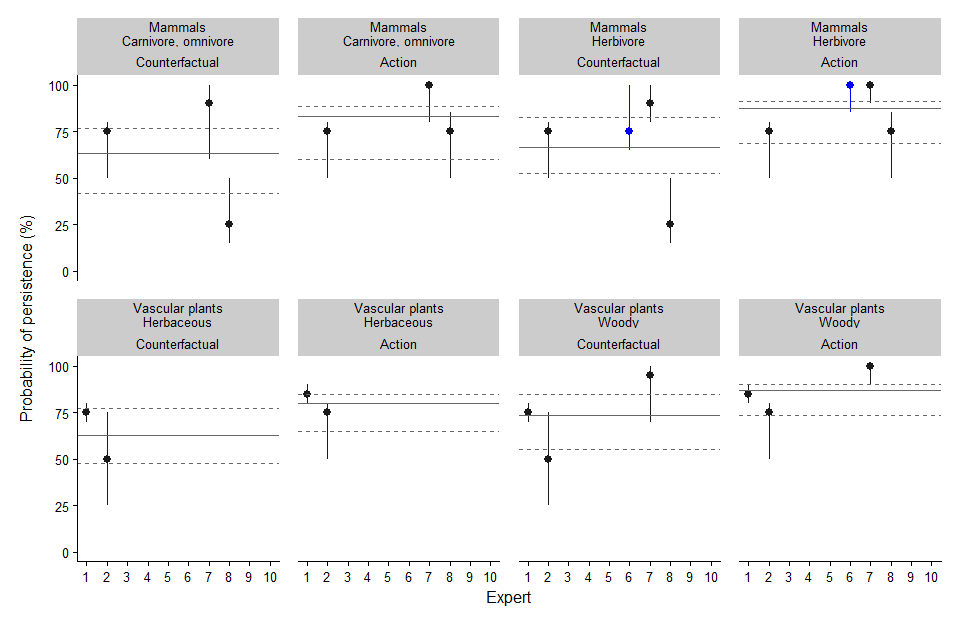 Mammals
Carnivore, omnivore
Counterfactual
Mammals
Carnivore, omnivore
Action
Mammals
Herbivore
Counterfactual
Mammals
Herbivore
Action
100
75
50
25
0
Probability of persistence (%)
Vascular plants
Herbaceous
Counterfactual
Vascular plants
Herbaceous
Action
Vascular plants
Woody
Counterfactual
Vascular plants
Woody
Action
100
75
50
25
0
1 2 3 4 5 6 7 8 9 10
1 2 3 4 5 6 7 8 9 10
1 2 3 4 5 6 7 8 9 10
1 2 3 4 5 6 7 8 9 10
Expert